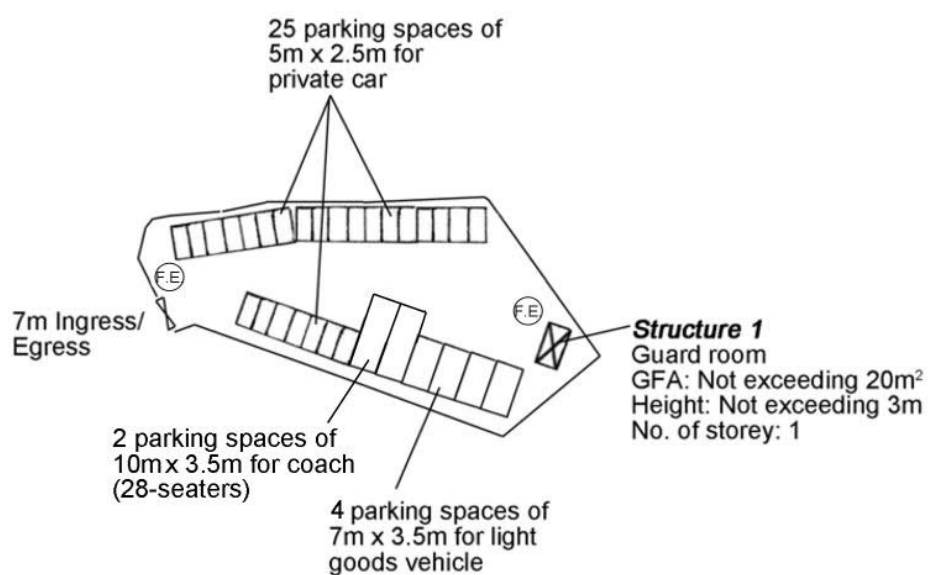 25 parking spaces of
5m x 2.5m for
private car
F.E
7m Ingress/
Egress
F.E
Structure 1
Guard room
GFA: Not exceeding 20m²
Height: Not exceeding 3m
No. of storey: 1
2 parking spaces of
10m x 3.5m for coach
(28-seaters)
4 parking spaces of
7m x 3.5m for light
goods vehicle